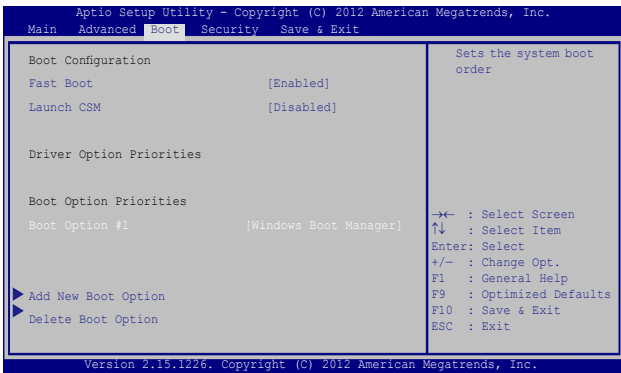 Aptio Setup Utility - Copyright (C) 2012 American Megatrends, Inc.
Main Advanced Boot Security Save & Exit
Boot Configuration
Fast Boot [Enabled]
Launch CSM [Disabled]
Driver Option Priorities
Boot Option Priorities
Boot Option #1 [Windows Boot Manager]
Add New Boot Option
Delete Boot Option
Sets the system boot
order
→← : Select Screen
↑↓ : Select Item
Enter: Select
+/— : Change Opt.
F1 : General Help
F9 : Optimized Defaults
F10 : Save & Exit
ESC : Exit
Version 2.15.1226. Copyright (C) 2012 American Megatrends, Inc.